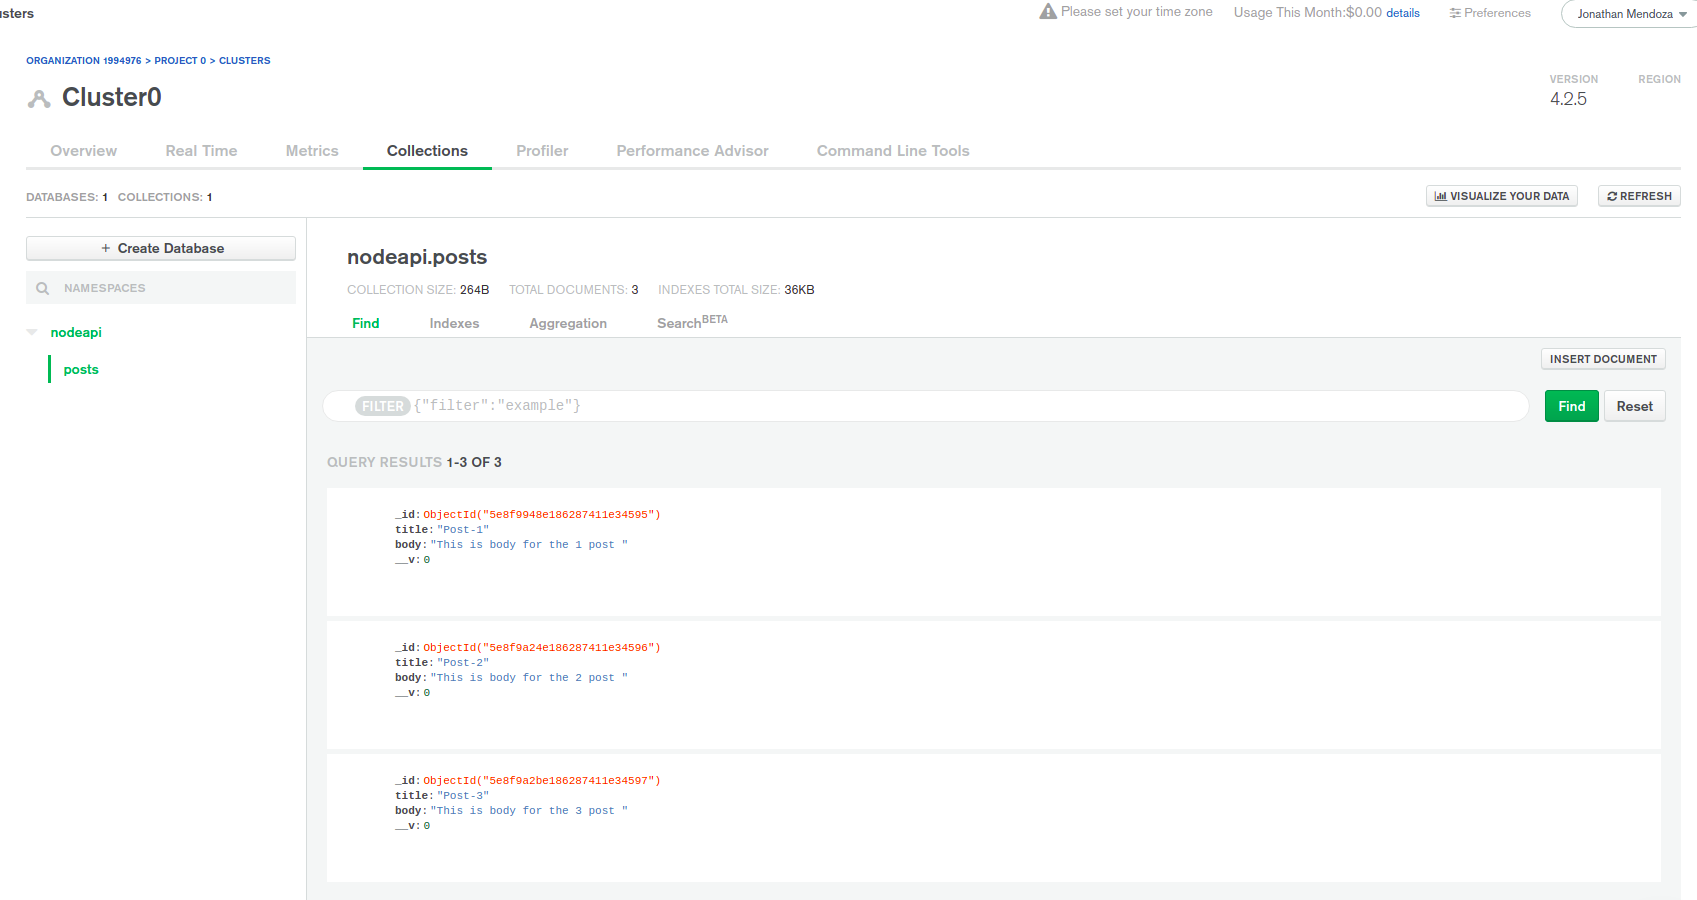 usters
Please set your time zone Usage This Month:$0.00 details Preferences Jonathan Mendoza
ORGANIZATION 1994976 > PROJECT 0 > CLUSTERS
Cluster0
VERSION REGION
4.2.5
Overview Real Time Metrics Collections Profiler Performance Advisor Command Line Tools
DATABASES: 1 COLLECTIONS: 1 VISUALIZE YOUR DATA REFRESH
+ Create Database
NAMESPACES
nodeapi
posts
nodeapi.posts
COLLECTION SIZE: 264B TOTAL DOCUMENTS: 3 INDEXES TOTAL SIZE: 36KB
Find Indexes Aggregation Search BETA
INSERT DOCUMENT
FILTER {"filter":"example"} Find Reset
QUERY RESULTS 1-3 OF 3
_id: ObjectId("5e8f9948e186287411e34595")
title: "Post-1"
body: "This is body for the 1 post "
__v: 0
_id: ObjectId("5e8f9a24e186287411e34596")
title: "Post-2"
body: "This is body for the 2 post "
__v: 0
_id: ObjectId("5e8f9a2be186287411e34597")
title: "Post-3"
body: "This is body for the 3 post "
__v: 0